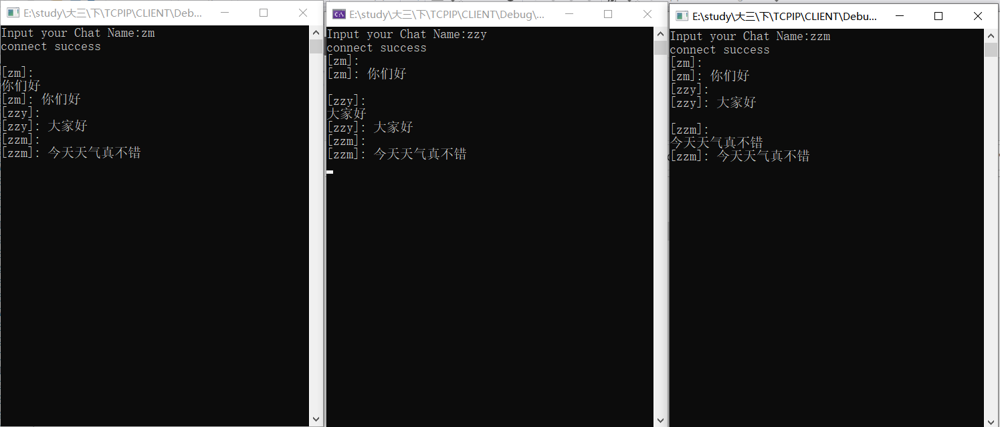 E:\study\大三\下\TCPIP\CLIENT\Deb...
Input your Chat Name:zm
connect success
[zm]:
你们好
[zm]: 你们好
[zzy]:
[zzy]: 大家好
[zzm]:
[zzm]: 今天天气真不错
E:\study\大三\下\TCPIP\CLIENT\Debug\...
Input your Chat Name:zzy
connect success
[zm]:
[zm]: 你们好
[zzy]:
大家好
[zzy]: 大家好
[zzm]:
[zzm]: 今天天气真不错
E:\study\大三\下\TCPIP\CLIENT\Debu...
Input your Chat Name:zzm
connect success
[zm]:
[zm]: 你们好
[zzy]:
[zzy]: 大家好
[zzm]:
今天天气真不错
[zzm]: 今天天气真不错